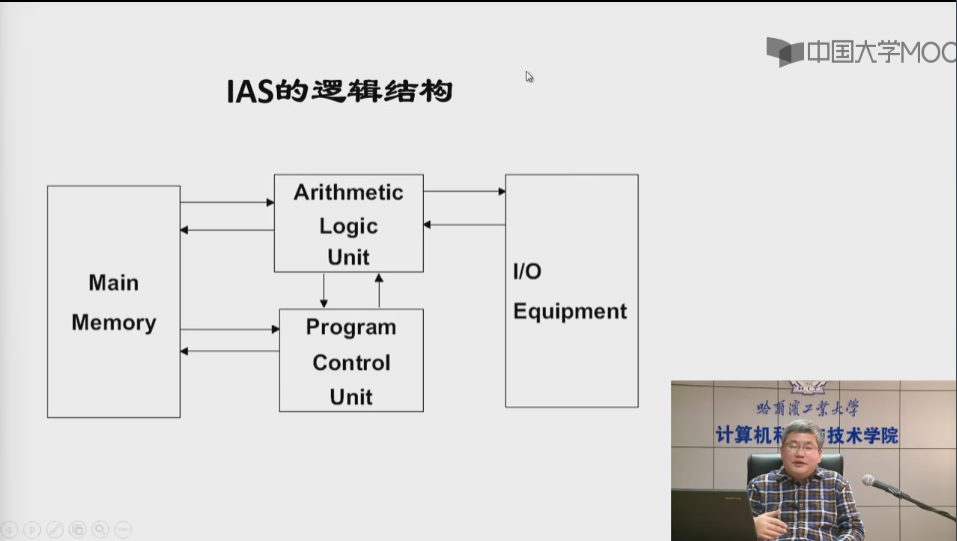 中国大学MOO
IAS的逻辑结构
Main
Memory
Arithmetic
Logic
Unit
Program
Control
Unit
I/O
Equipment
哈尔滨工业大学
计算机科 技术学院